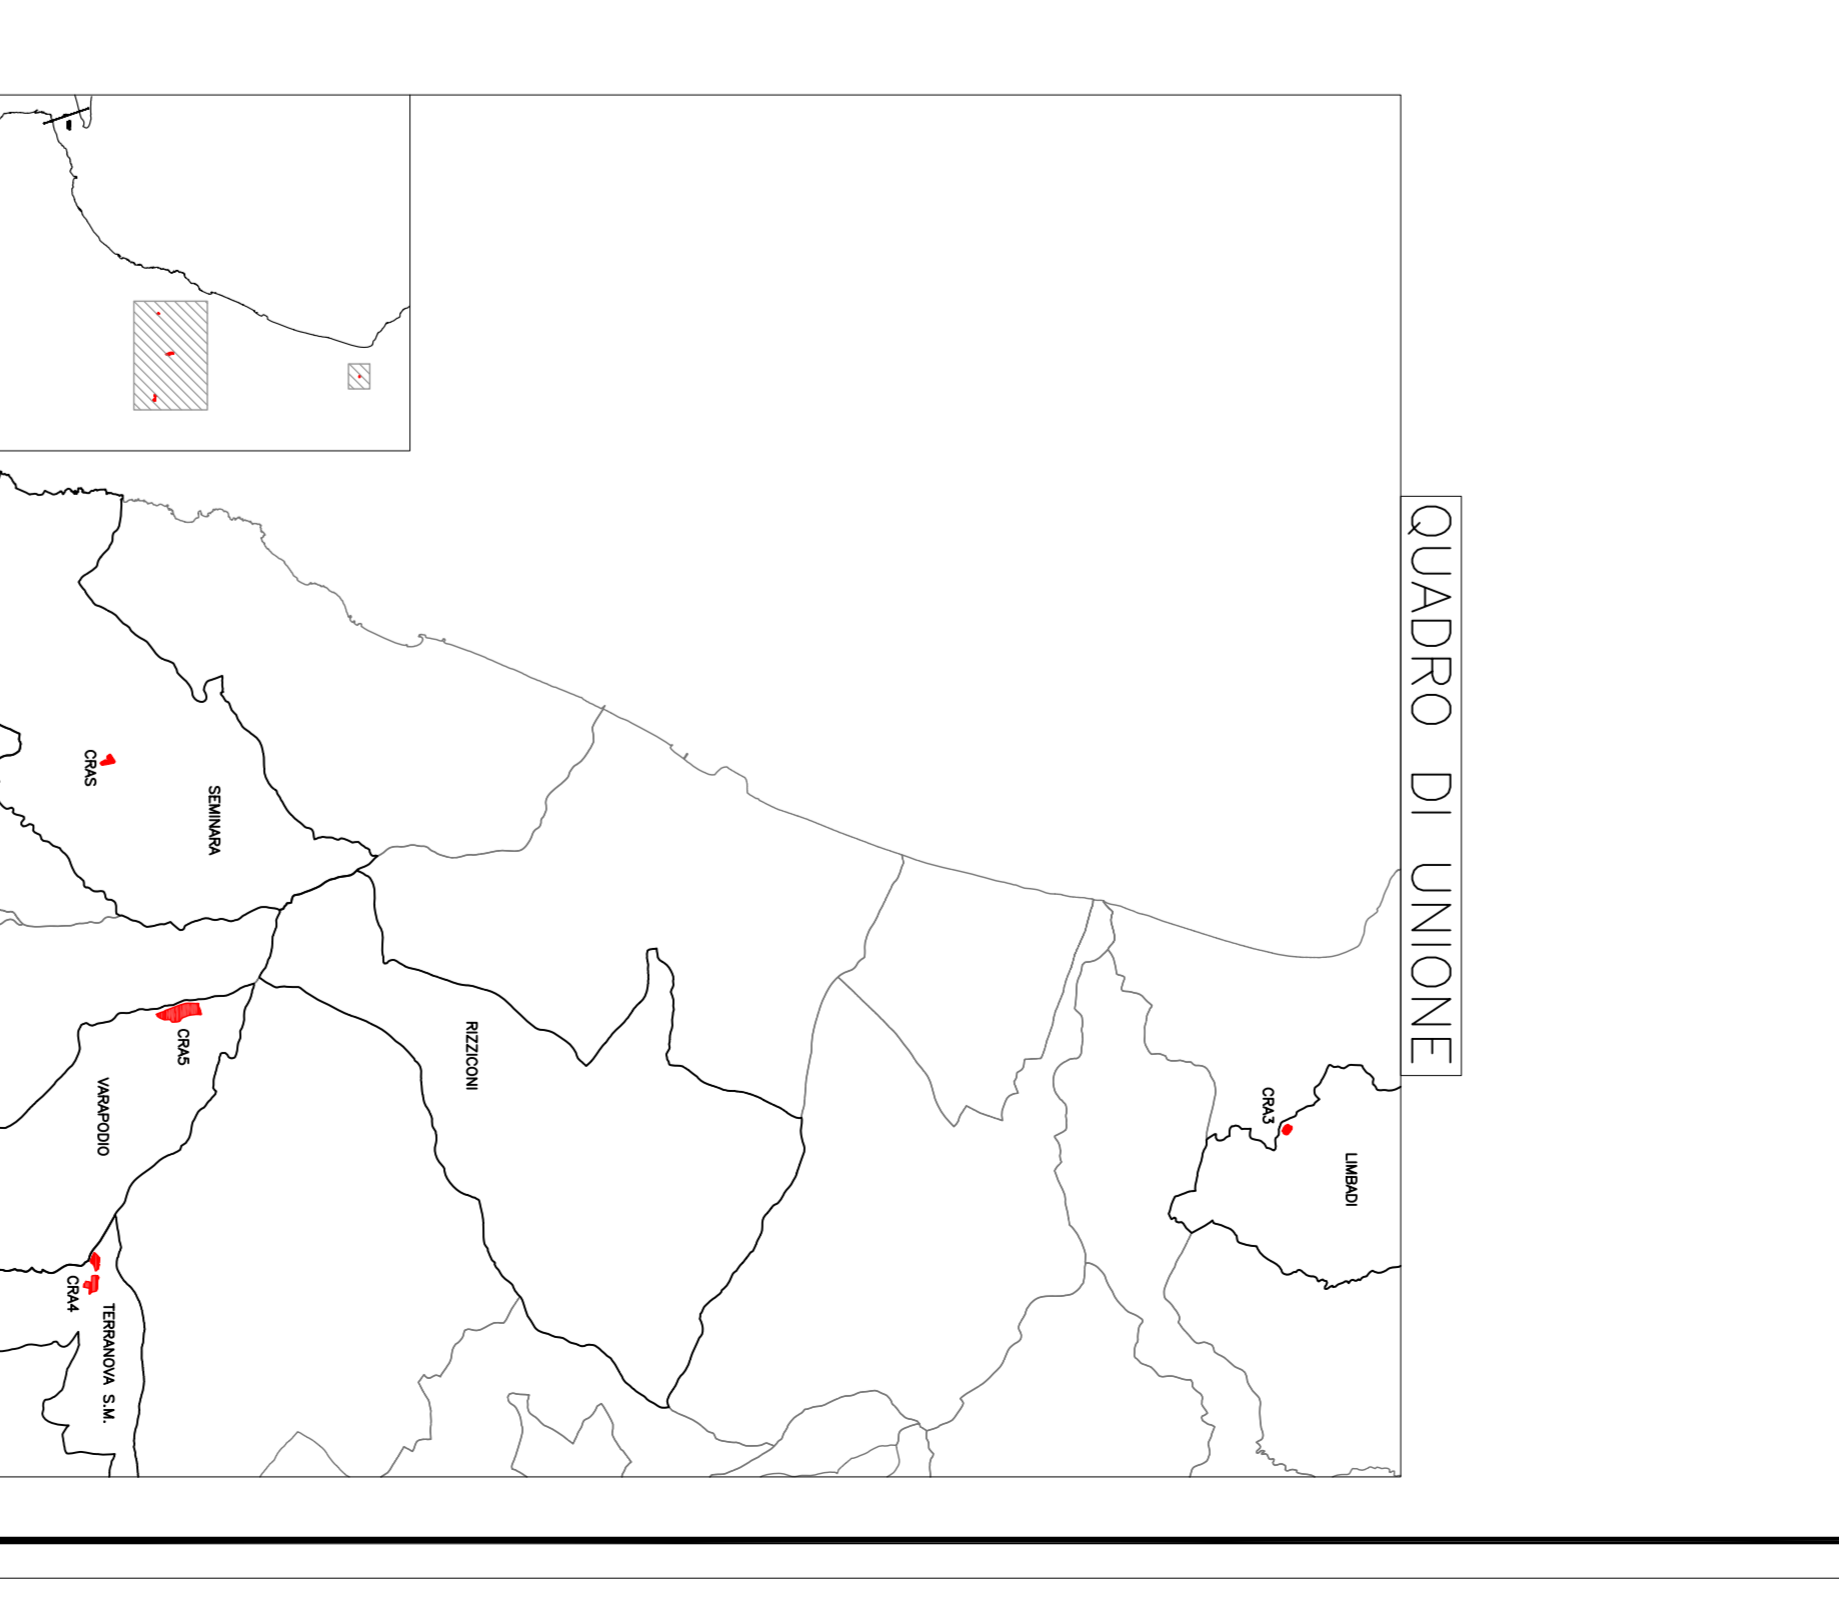 QUADRO DI UNIONE
LIMBADI
CRA3
RIZZICONI
SEMINARA
CRAS
CRA5
VARAPODIO
TERRANOVA S.M.
CRA4